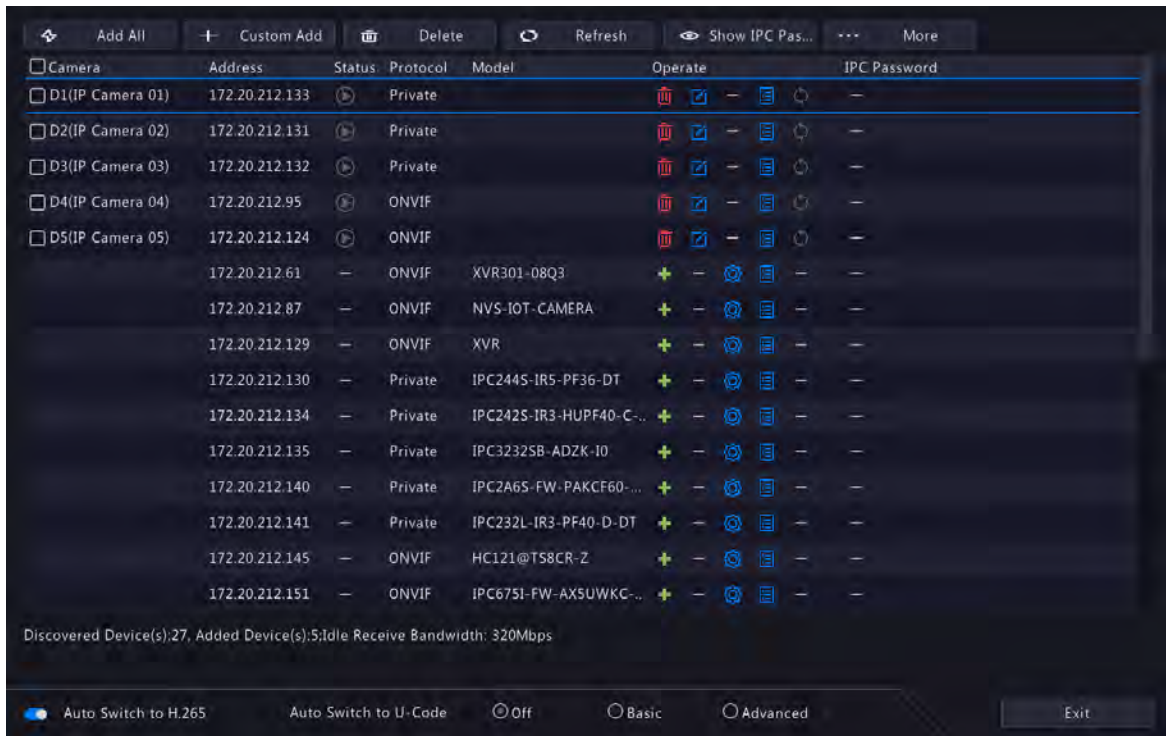 Add All Custom Add Delete Refresh Show IPC Pas... More
Camera Address Status Protocol Model Operate IPC Password
D1(IP Camera 01) 172.20.212.133 Private — —
D2(IP Camera 02) 172.20.212.131 Private — —
D3(IP Camera 03) 172.20.212.132 Private — —
D4(IP Camera 04) 172.20.212.95 ONVIF — —
D5(IP Camera 05) 172.20.212.124 ONVIF — —
172.20.212.61 — ONVIF XVR301-08Q3 — — —
172.20.212.87 — ONVIF NVS-IOT-CAMERA — — —
172.20.212.129 — ONVIF XVR — — —
172.20.212.130 — Private IPC244S-IR5-PF36-DT — — —
172.20.212.134 — Private IPC242S-IR3-HUPF40-C-... — — —
172.20.212.135 — Private IPC3232SB-ADZK-I0 — — —
172.20.212.140 — Private IPC2A6S-FW-PAKCF60-... — — —
172.20.212.141 — Private IPC232L-IR3-PF40-D-DT — — —
172.20.212.145 — ONVIF HC121@TS8CR-Z — — —
172.20.212.151 — ONVIF IPC675I-FW-AX5UWKC-... — — —
Discovered Device(s):27, Added Device(s):5;Idle Receive Bandwidth: 320Mbps
Auto Switch to H.265 Auto Switch to U-Code Off Basic Advanced Exit